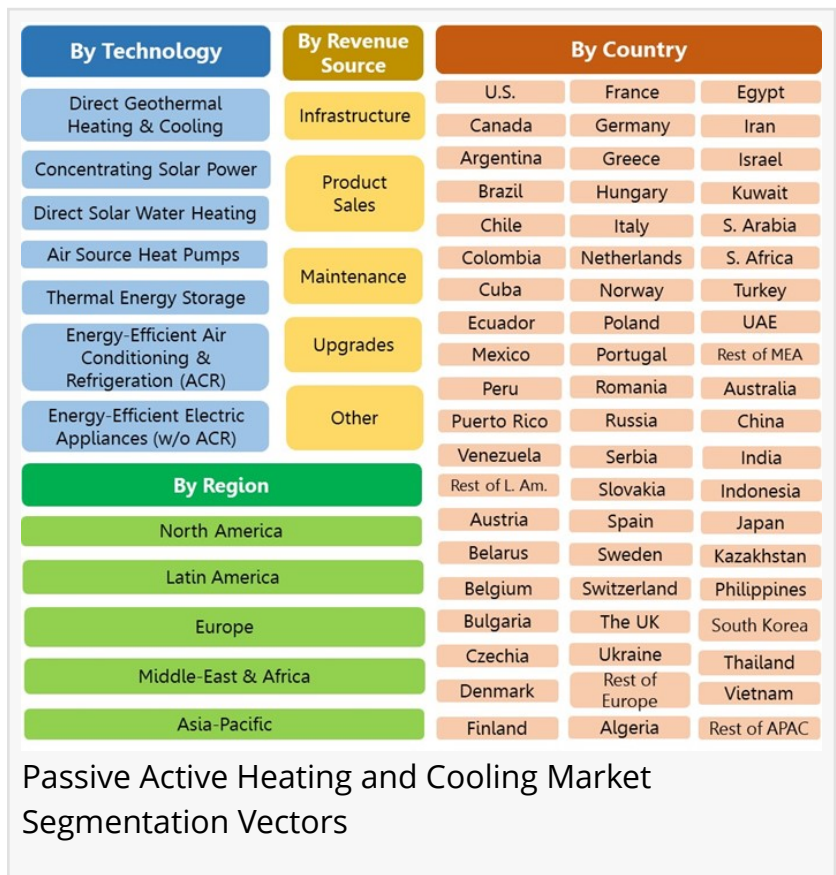 By Technology
Direct Geothermal
Heating & Cooling
Concentrating Solar Power
Direct Solar Water Heating
Air Source Heat Pumps
Thermal Energy Storage
Energy-Efficient Air
Conditioning &
Refrigeration (ACR)
Energy-Efficient Electric
Appliances (w/o ACR)
By Revenue
Source
Infrastructure
Product
Sales
Maintenance
Upgrades
Other
By Region
North America
Latin America
Europe
Middle-East & Africa
Asia-Pacific
By Country
U.S.
Canada
Argentina
Brazil
Chile
Colombia
Cuba
Ecuador
Mexico
Peru
Puerto Rico
Venezuela
Rest of L. Am.
Austria
Belarus
Belgium
Bulgaria
Czechia
Denmark
Finland
France
Germany
Greece
Hungary
Italy
Netherlands
Norway
Poland
Portugal
Romania
Russia
Serbia
Slovakia
Spain
Sweden
Switzerland
The UK
Ukraine
Rest of
Europe
Algeria
Egypt
Iran
Israel
Kuwait
S. Arabia
S. Africa
Turkey
UAE
Rest of MEA
Australia
China
India
Indonesia
Japan
Kazakhstan
Philippines
South Korea
Thailand
Vietnam
Rest of APAC
Passive Active Heating and Cooling Market
Segmentation Vectors